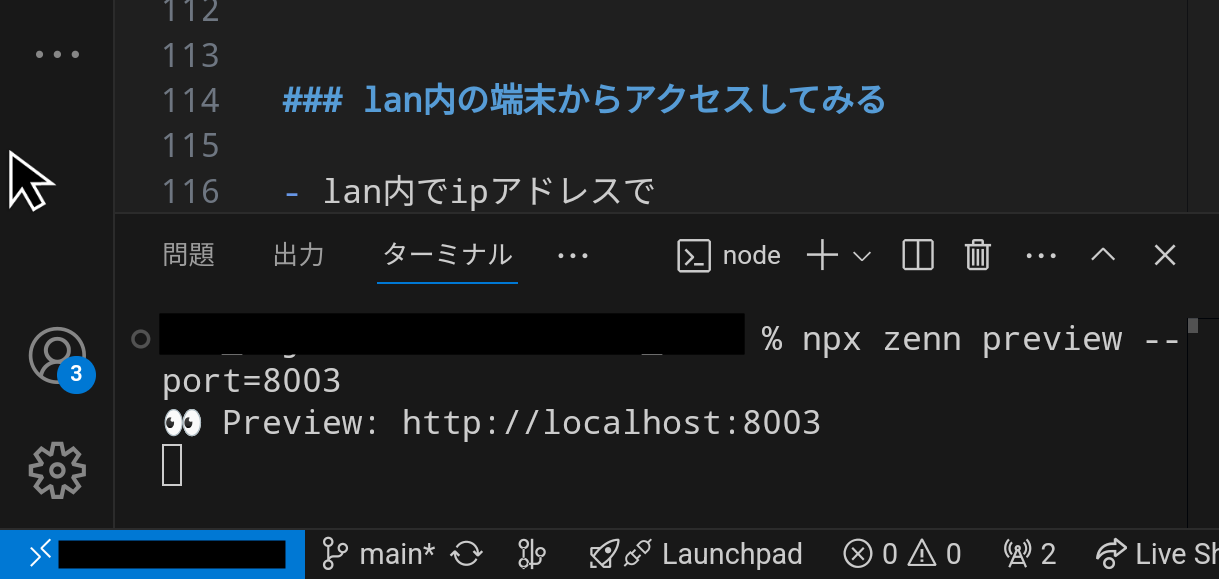 112
113
114 ### lan内の端末からアクセスしてみる
115
116 - lan内でipアドレスで
問題 出力 ターミナル ... node
% npx zenn preview --
port=8003
👀 Preview: http://localhost:8003
3
main* Launchpad 0 0 2 Live Sh